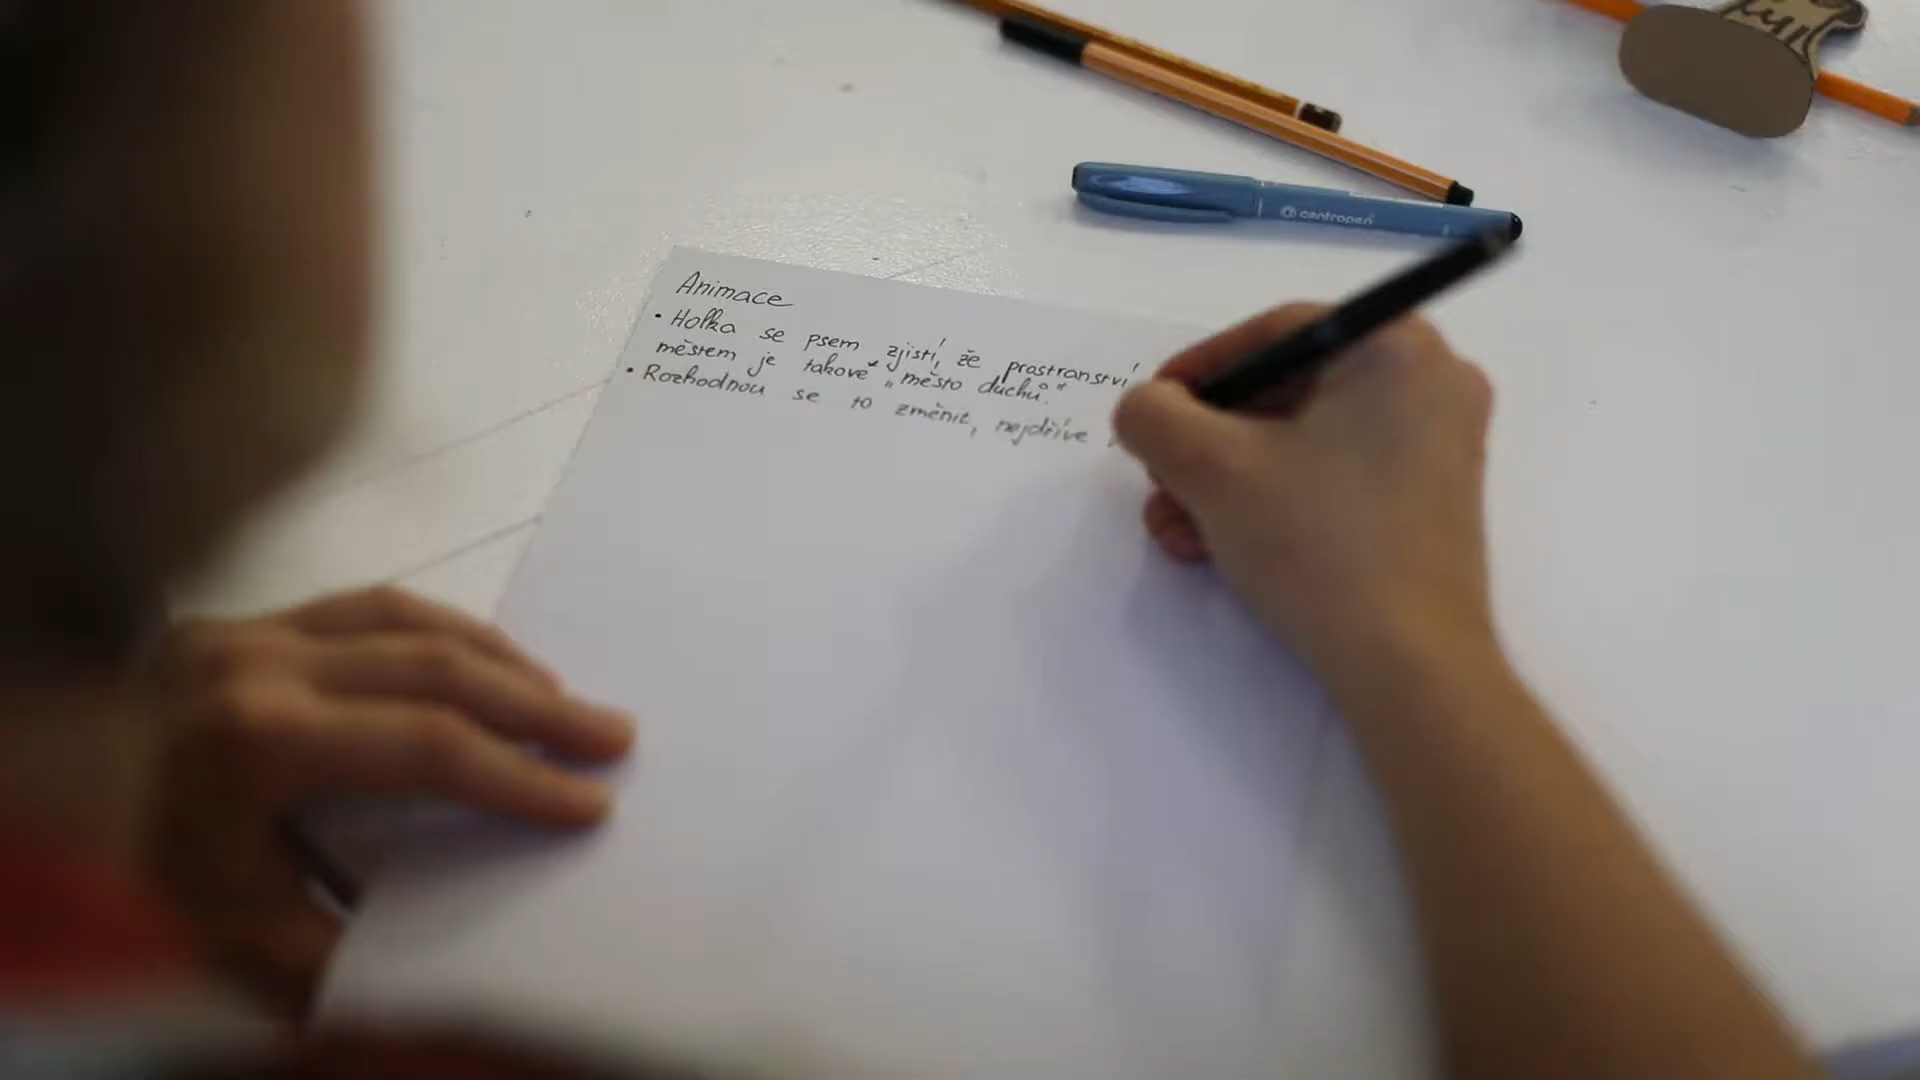 centropen
Animace
• Holka se psem zjistí, že prostranství
městem je takové „město duchů."
• Rozhodnou se to změnit, nejdříve